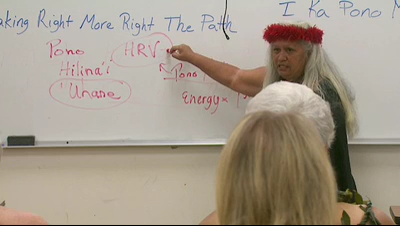 aking Right More Right The Path
I Ka Pono M
Pono HRV
Hilina'i Pono
'Unane Energy